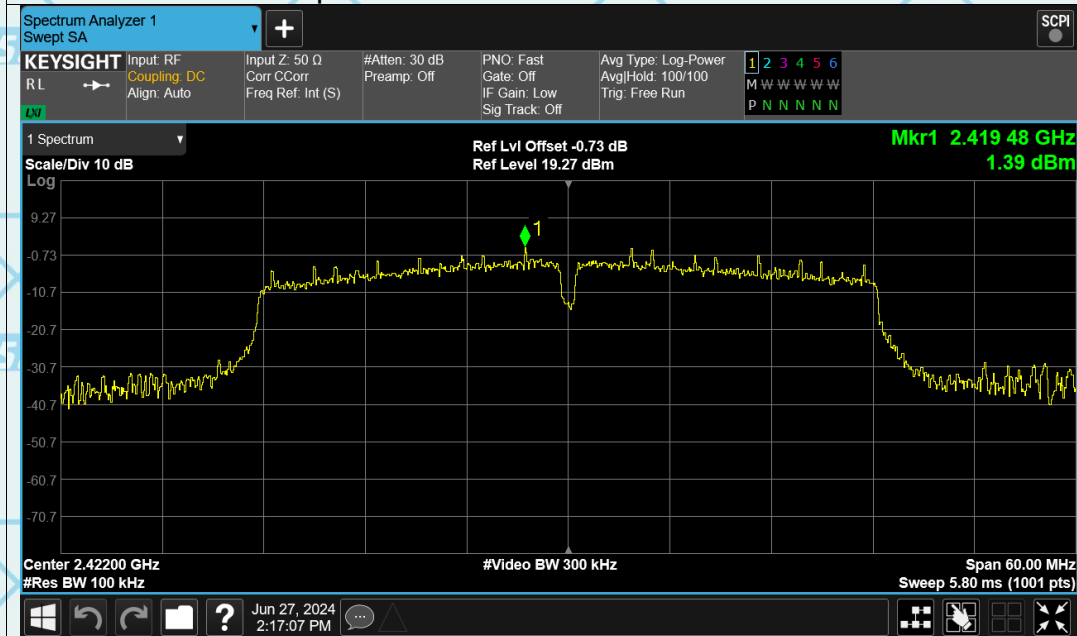 Spectrum Analyzer 1
Swept SA
+
SCPI
KEYSIGHT
R L
LXI
Input: RF
Coupling: DC
Align: Auto
Input Z: 50 Ω
Corr CCorr
Freq Ref: Int (S)
#Atten: 30 dB
Preamp: Off
PNO: Fast
Gate: Off
IF Gain: Low
Sig Track: Off
Avg Type: Log-Power
Avg|Hold: 100/100
Trig: Free Run
1 2 3 4 5 6
M W W W W W
P N N N N N
1 Spectrum
Scale/Div 10 dB
Log
Ref Lvl Offset -0.73 dB
Ref Level 19.27 dBm
Mkr1 2.419 48 GHz
1.39 dBm
1
9.27
-0.73
-10.7
-20.7
-30.7
-40.7
-50.7
-60.7
-70.7
Center 2.42200 GHz
#Res BW 100 kHz
#Video BW 300 kHz
Span 60.00 MHz
Sweep 5.80 ms (1001 pts)
?
Jun 27, 2024
2:17:07 PM